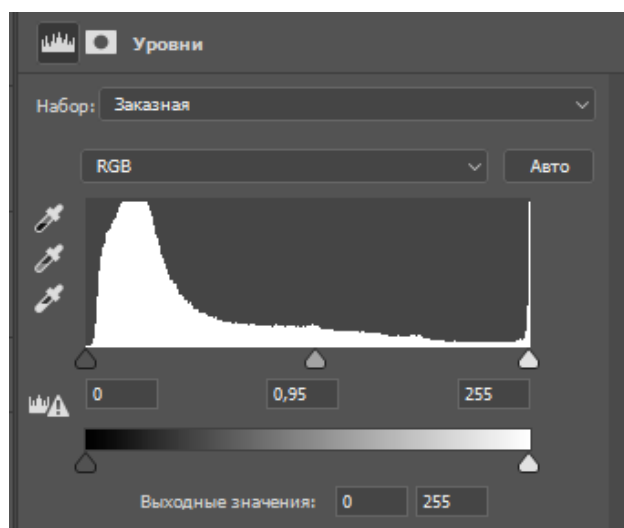 Уровни
Набор: Заказная
RGB Авто
0 0,95 255
Выходные значения: 0 255